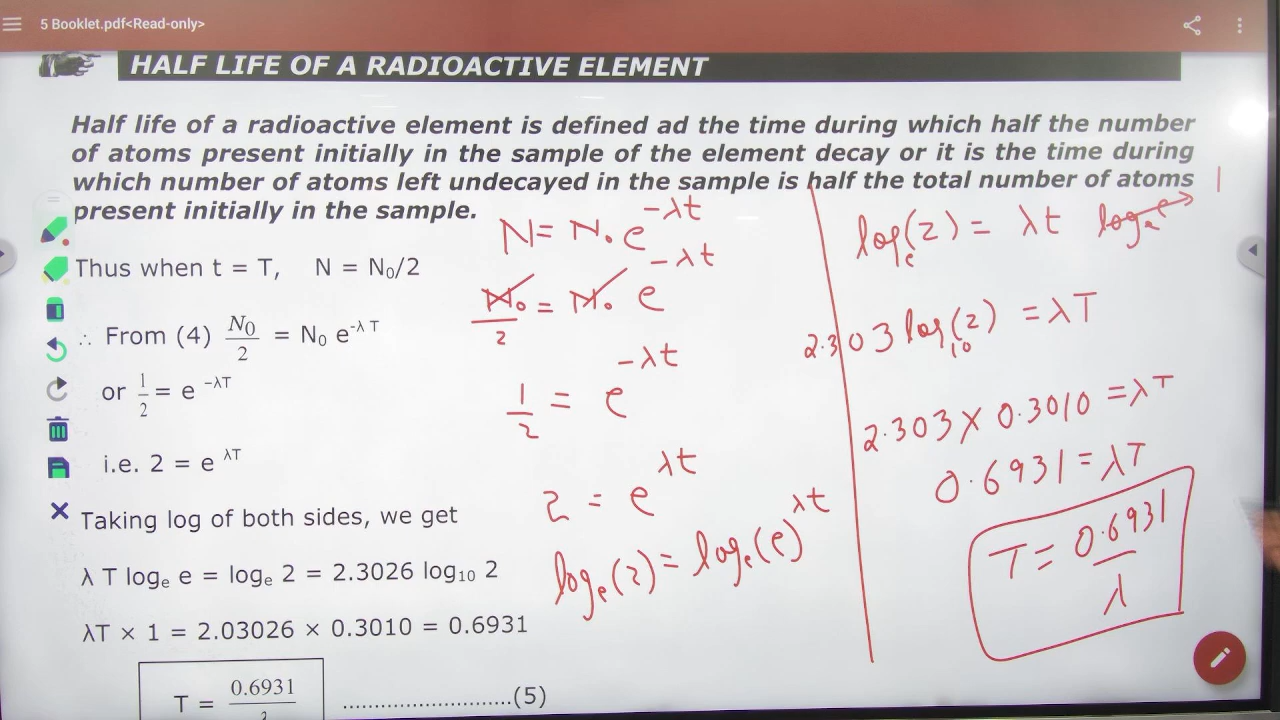 5 Booklet.pdf<Read-only>
HALF LIFE OF A RADIOACTIVE ELEMENT
Half life of a radioactive element is defined ad the time during which half the number
of atoms present initially in the sample of the element decay or it is the time during
which number of atoms left undecayed in the sample is half the total number of atoms
present initially in the sample.
Thus when t = T, N = N₀/2
∴ From (4) N₀/2 = N₀ e^-λT
or 1/2 = e^-λT
i.e. 2 = e^λT
Taking log of both sides, we get
λ T logₑ e = logₑ 2 = 2.3026 log₁₀ 2
λT × 1 = 2.03026 × 0.3010 = 0.6931
T = 0.6931/λ ..............................(5)
N = N₀ e^-λt
N₀/2 = N₀ e^-λt
1/2 = e^-λt
2 = e^λt
logₑ(2) = logₑ(e)^λt
logₑ(2) = λt logₑe 1
2.303 log₁₀(2) = λT
2.303 × 0.3010 = λT
0.6931 = λT
T = 0.6931/λ